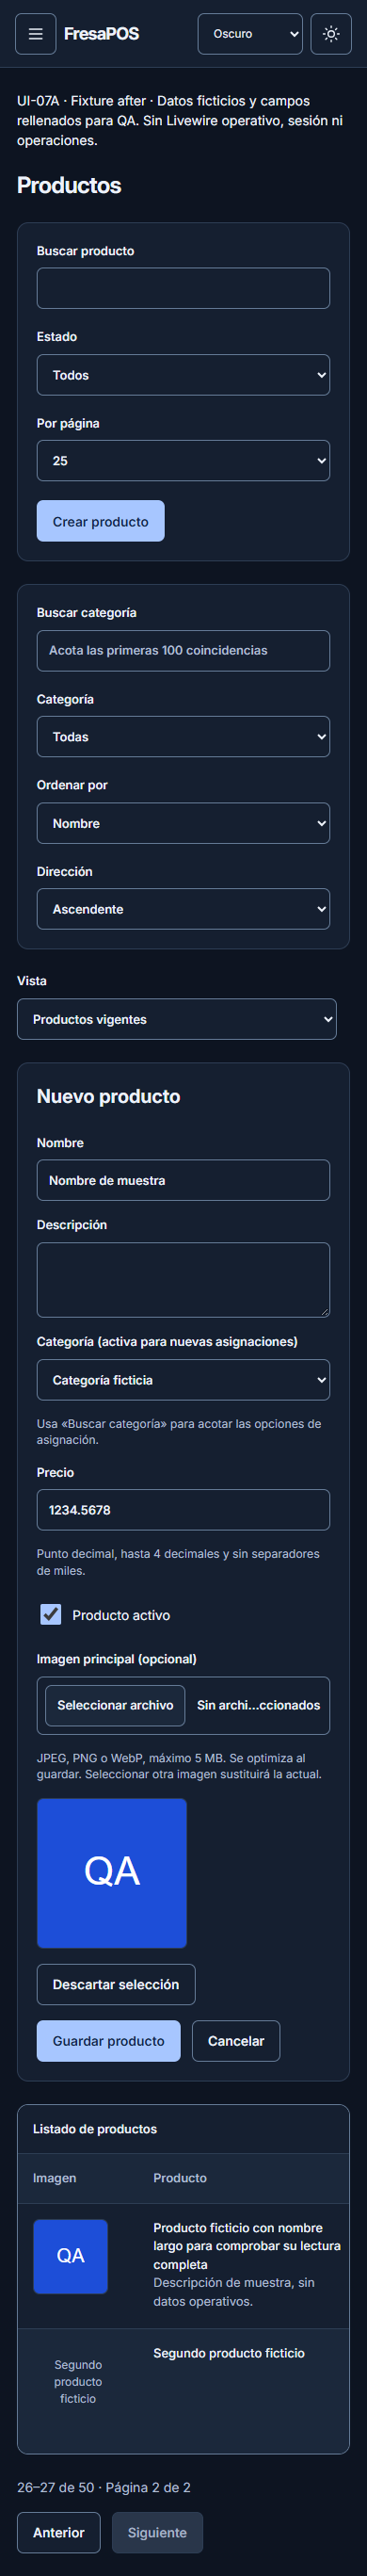 FresaPOS
Oscuro
UI-07A · Fixture after · Datos ficticios y campos
rellenados para QA. Sin Livewire operativo, sesión ni
operaciones.
Productos
Buscar producto
Estado
Todos
Por página
25
Crear producto
Buscar categoría
Acota las primeras 100 coincidencias
Categoría
Todas
Ordenar por
Nombre
Dirección
Ascendente
Vista
Productos vigentes
Nuevo producto
Nombre
Nombre de muestra
Descripción
Categoría (activa para nuevas asignaciones)
Categoría ficticia
Usa «Buscar categoría» para acotar las opciones de
asignación.
Precio
1234.5678
Punto decimal, hasta 4 decimales y sin separadores
de miles.
Producto activo
Imagen principal (opcional)
Seleccionar archivo Sin archi...ccionados
JPEG, PNG o WebP, máximo 5 MB. Se optimiza al
guardar. Seleccionar otra imagen sustituirá la actual.
QA
Descartar selección
Guardar producto Cancelar
Listado de productos
Imagen Producto
QA
Producto ficticio con nombre
largo para comprobar su lectura
completa
Descripción de muestra, sin
datos operativos.
Segundo
producto
ficticio
Segundo producto ficticio
26–27 de 50 · Página 2 de 2
Anterior Siguiente